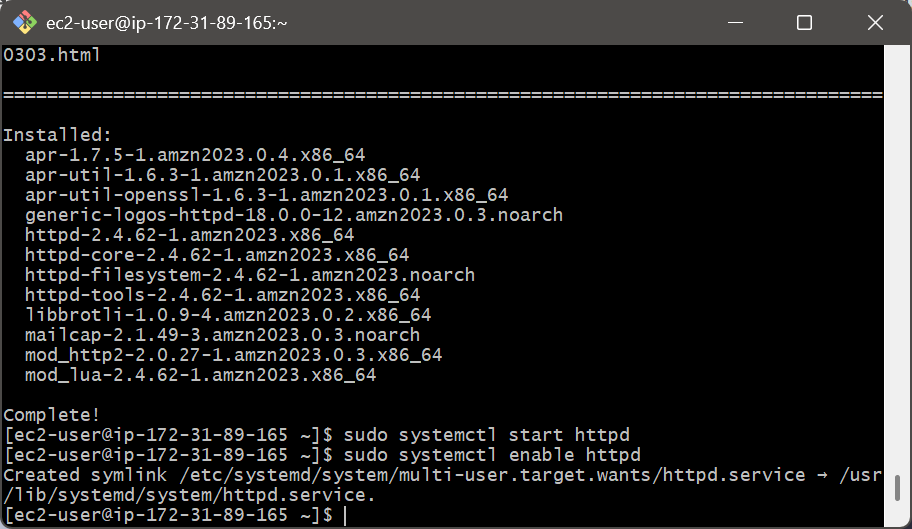 ec2-user@ip-172-31-89-165:~
0303.html
================================================================================
Installed:
apr-1.7.5-1.amzn2023.0.4.x86_64
apr-util-1.6.3-1.amzn2023.0.1.x86_64
apr-util-openssl-1.6.3-1.amzn2023.0.1.x86_64
generic-logos-httpd-18.0.0-12.amzn2023.0.3.noarch
httpd-2.4.62-1.amzn2023.x86_64
httpd-core-2.4.62-1.amzn2023.x86_64
httpd-filesystem-2.4.62-1.amzn2023.noarch
httpd-tools-2.4.62-1.amzn2023.x86_64
libbrotli-1.0.9-4.amzn2023.0.2.x86_64
mailcap-2.1.49-3.amzn2023.0.3.noarch
mod_http2-2.0.27-1.amzn2023.0.3.x86_64
mod_lua-2.4.62-1.amzn2023.x86_64
Complete!
[ec2-user@ip-172-31-89-165 ~]$ sudo systemctl start httpd
[ec2-user@ip-172-31-89-165 ~]$ sudo systemctl enable httpd
Created symlink /etc/systemd/system/multi-user.target.wants/httpd.service → /usr
/lib/systemd/system/httpd.service.
[ec2-user@ip-172-31-89-165 ~]$